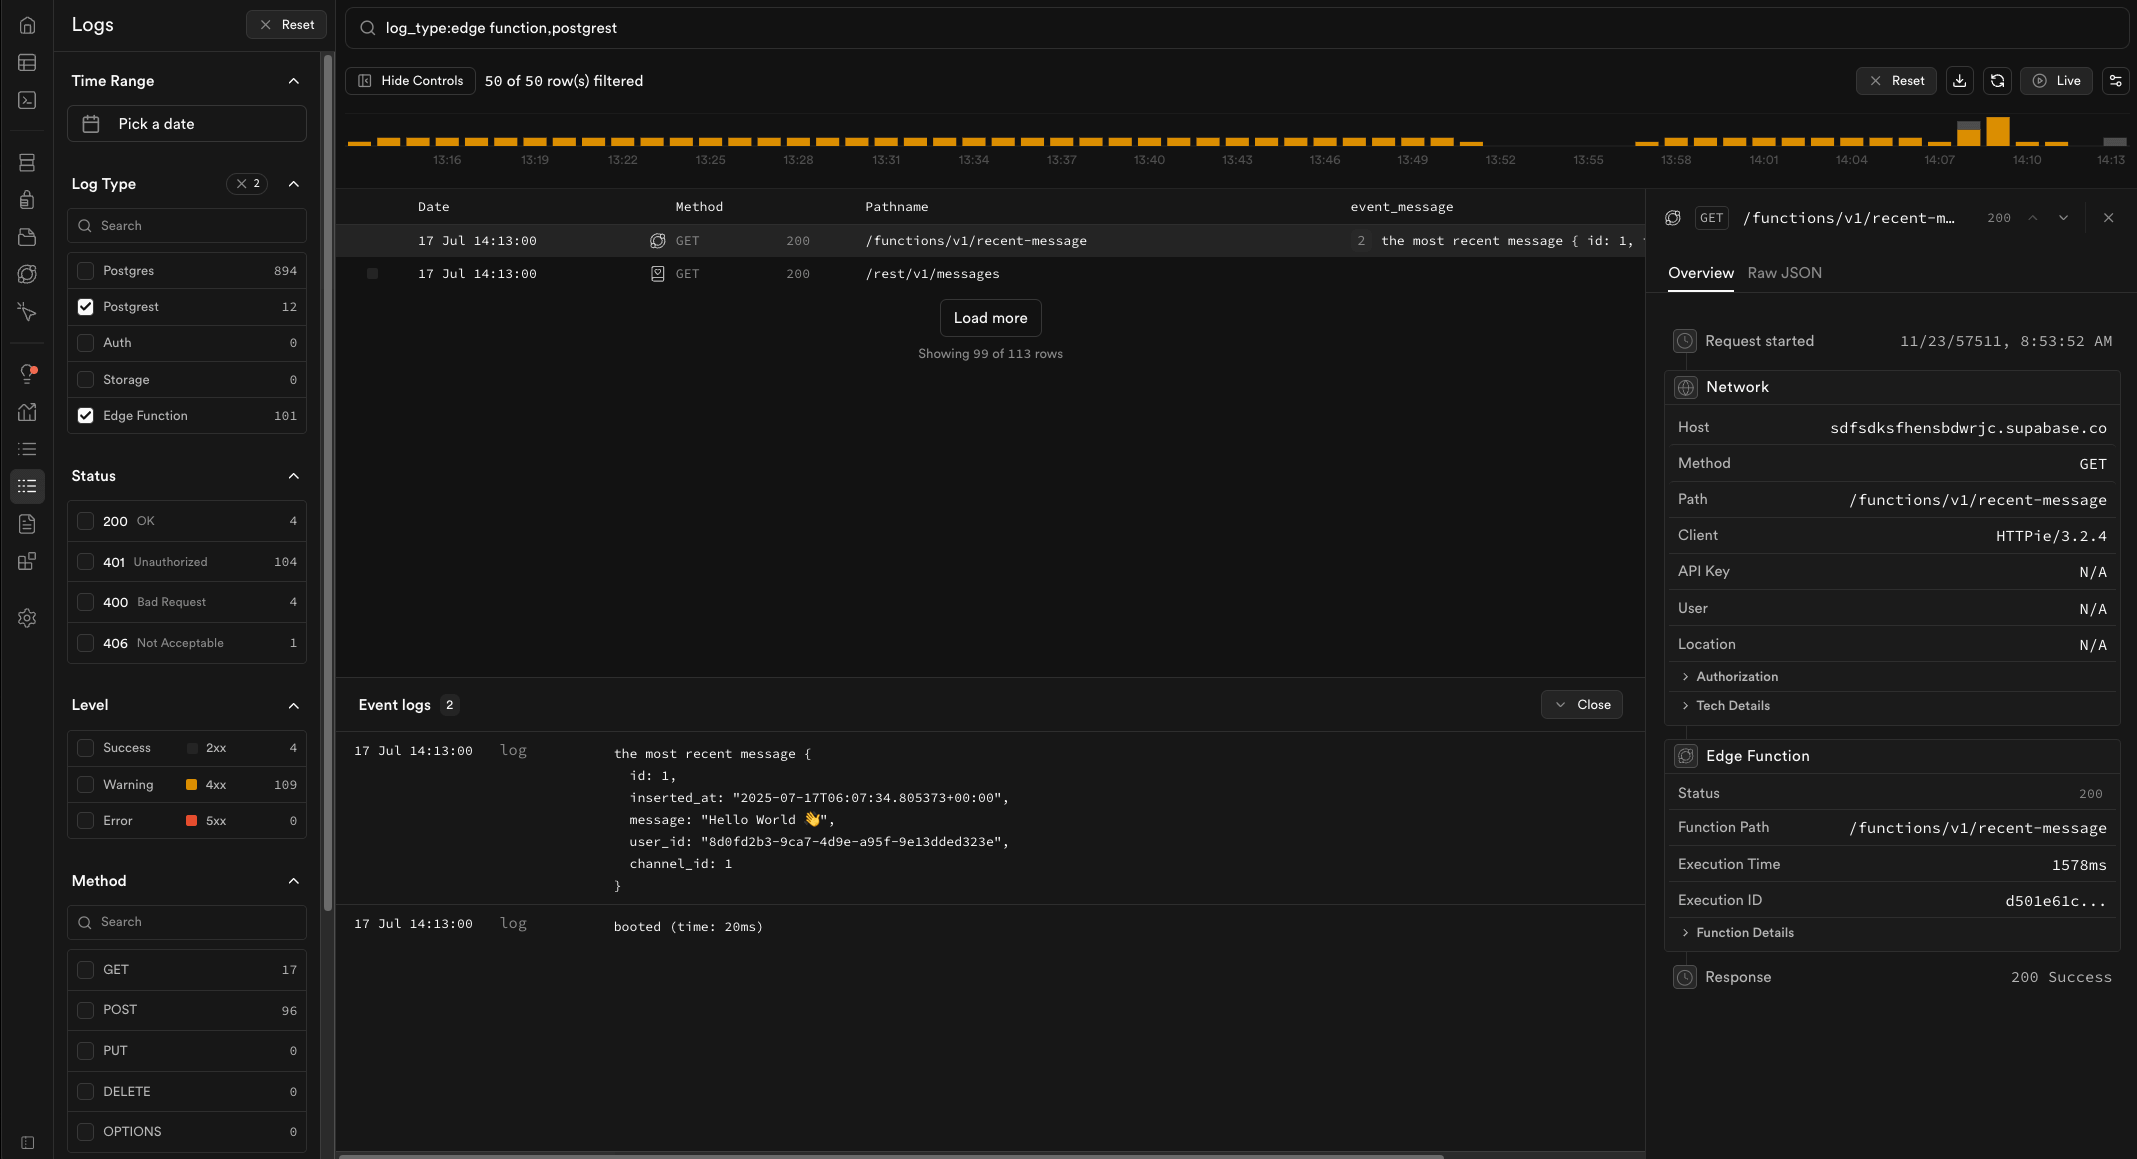 Logs
Reset
Time Range
Pick a date
Log Type
2
Search
Postgres 894
Postgrest 12
Auth 0
Storage 0
Edge Function 101
Status
200 OK 4
401 Unauthorized 104
400 Bad Request 4
406 Not Acceptable 1
Level
Success 2xx 4
Warning 4xx 109
Error 5xx 0
Method
Search
GET 17
POST 96
PUT 0
DELETE 0
OPTIONS 0
log_type:edge function,postgrest
Hide Controls 50 of 50 row(s) filtered
Reset Live
13:16 13:19 13:22 13:25 13:28 13:31 13:34 13:37 13:40 13:43 13:46 13:49 13:52 13:55 13:58 14:01 14:04 14:07 14:10 14:13
Date Method Pathname event_message
17 Jul 14:13:00 GET 200 /functions/v1/recent-message 2 the most recent message { id: 1,
17 Jul 14:13:00 GET 200 /rest/v1/messages
Load more
Showing 99 of 113 rows
Event logs 2
Close
17 Jul 14:13:00 log the most recent message {
id: 1,
inserted_at: "2025-07-17T06:07:34.805373+00:00",
message: "Hello World 👋",
user_id: "8d0fd2b3-9ca7-4d9e-a95f-9e13dded323e",
channel_id: 1
}
17 Jul 14:13:00 log booted (time: 20ms)
GET /functions/v1/recent-m… 200
Overview Raw JSON
Request started 11/23/57511, 8:53:52 AM
Network
Host sdfsdksfhensbdwrjc.supabase.co
Method GET
Path /functions/v1/recent-message
Client HTTPie/3.2.4
API Key N/A
User N/A
Location N/A
Authorization
Tech Details
Edge Function
Status 200
Function Path /functions/v1/recent-message
Execution Time 1578ms
Execution ID d501e61c...
Function Details
Response 200 Success